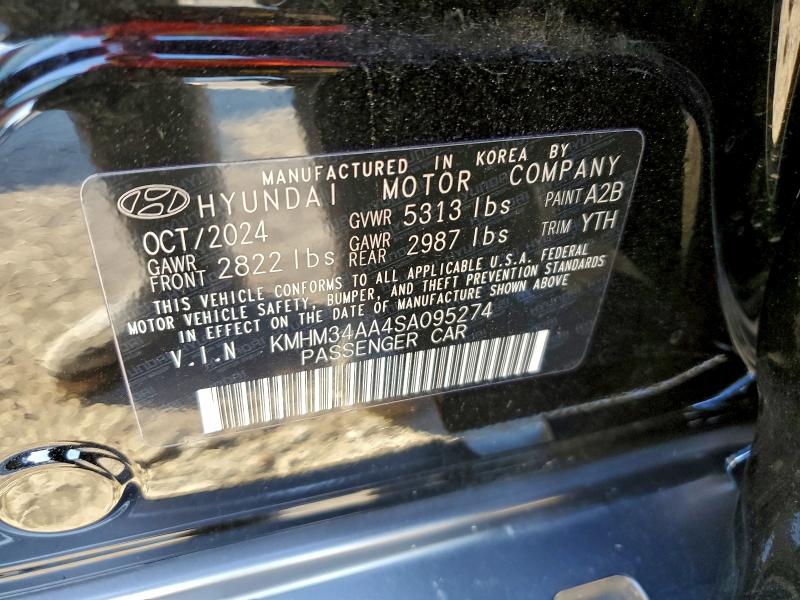 MANUFACTURED IN KOREA BY
HYUNDAI MOTOR COMPANY
OCT/2024 GVWR 5313 lbs PAINT A2B
GAWR FRONT 2822 lbs GAWR REAR 2987 lbs TRIM YTH
THIS VEHICLE CONFORMS TO ALL APPLICABLE U.S.A. FEDERAL
MOTOR VEHICLE SAFETY, BUMPER, AND THEFT PREVENTION STANDARDS
IN EFFECT ON THE DATE OF MANUFACTURE SHOWN ABOVE
V.I.N KMHM34AA4SA095274
PASSENGER CAR